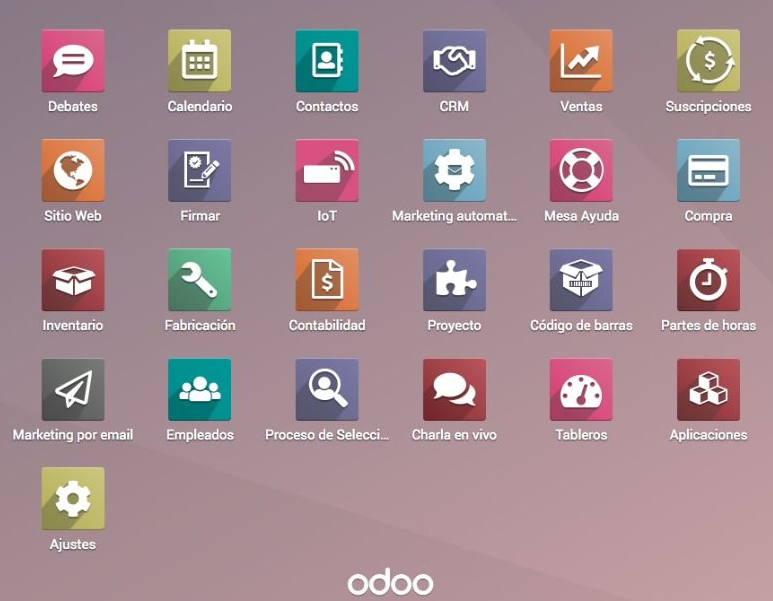 Debates
Calendario
Contactos
CRM
Ventas
Suscripciones
Sitio Web
Firmar
IoT
Marketing automat...
Mesa Ayuda
Compra
Inventario
Fabricación
Contabilidad
Proyecto
Código de barras
Partes de horas
Marketing por email
Empleados
Proceso de Selecci...
Charla en vivo
Tableros
Aplicaciones
Ajustes
odoo